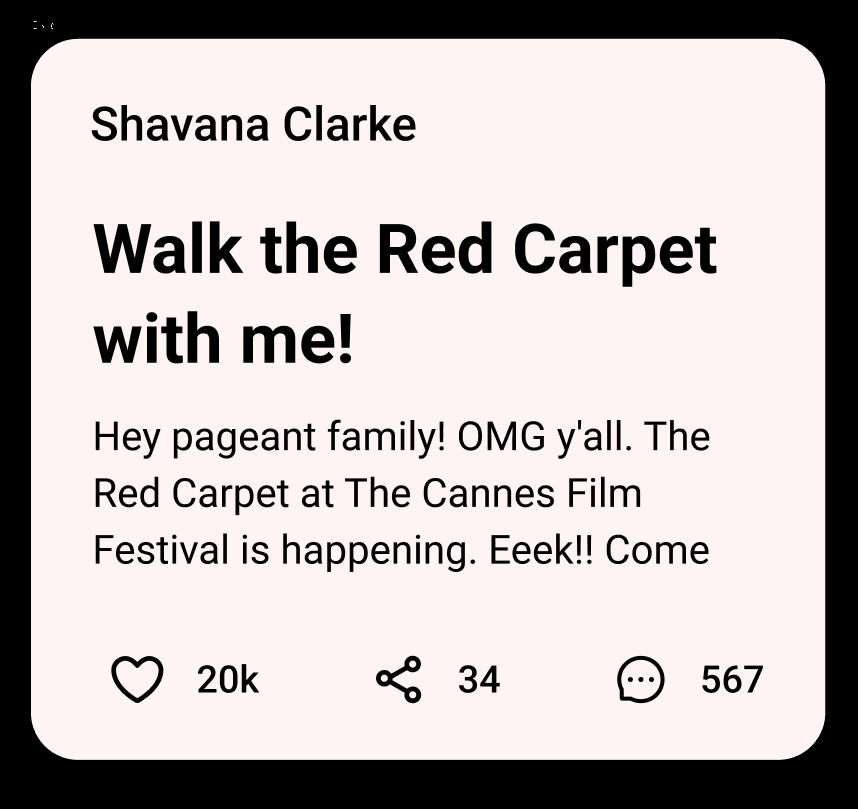 Shavana Clarke
Walk the Red Carpet
with me!
Hey pageant family! OMG y'all. The
Red Carpet at The Cannes Film
Festival is happening. Eeek!! Come
20k 34 567